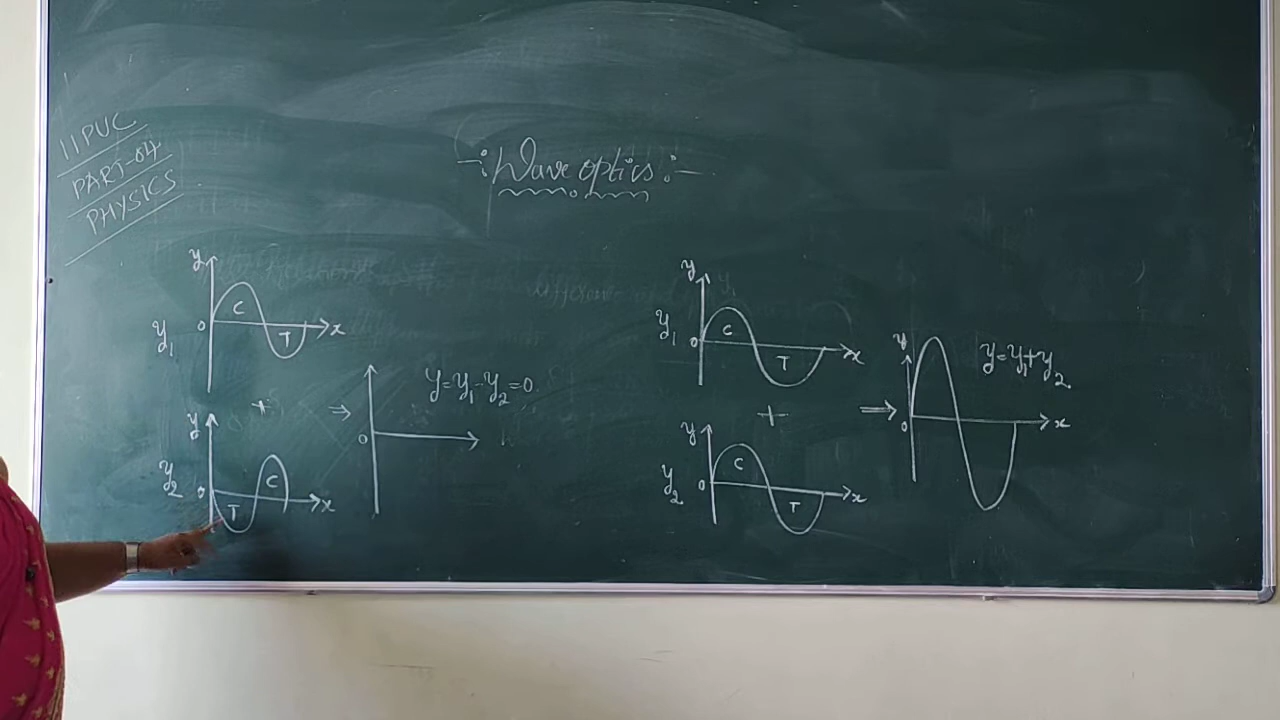 II PUC
PART-04
PHYSICS
-: Wave optics :-
y
y₁ 0 C T x
+
y
y₂ 0 T C x
⇒
0
y=y₁-y₂=0
y
y₁ 0 C T x
+
y
y₂ 0 C T x
⇒
y
0 x
y=y₁+y₂